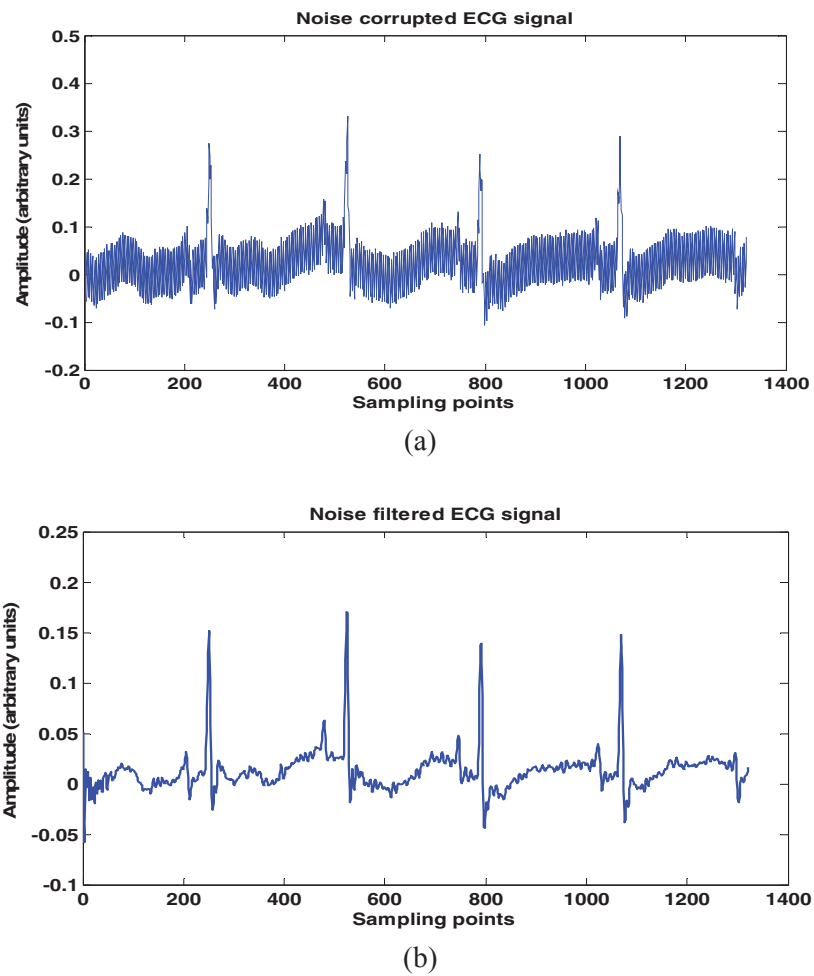 Noise corrupted ECG signal
0.5
0.4
0.3
0.2
0.1
0
-0.1
-0.2
Amplitude (arbitrary units)
0 200 400 600 800 1000 1200 1400
Sampling points
(a)
Noise filtered ECG signal
0.25
0.2
0.15
0.1
0.05
0
-0.05
-0.1
Amplitude (arbitrary units)
0 200 400 600 800 1000 1200 1400
Sampling points
(b)